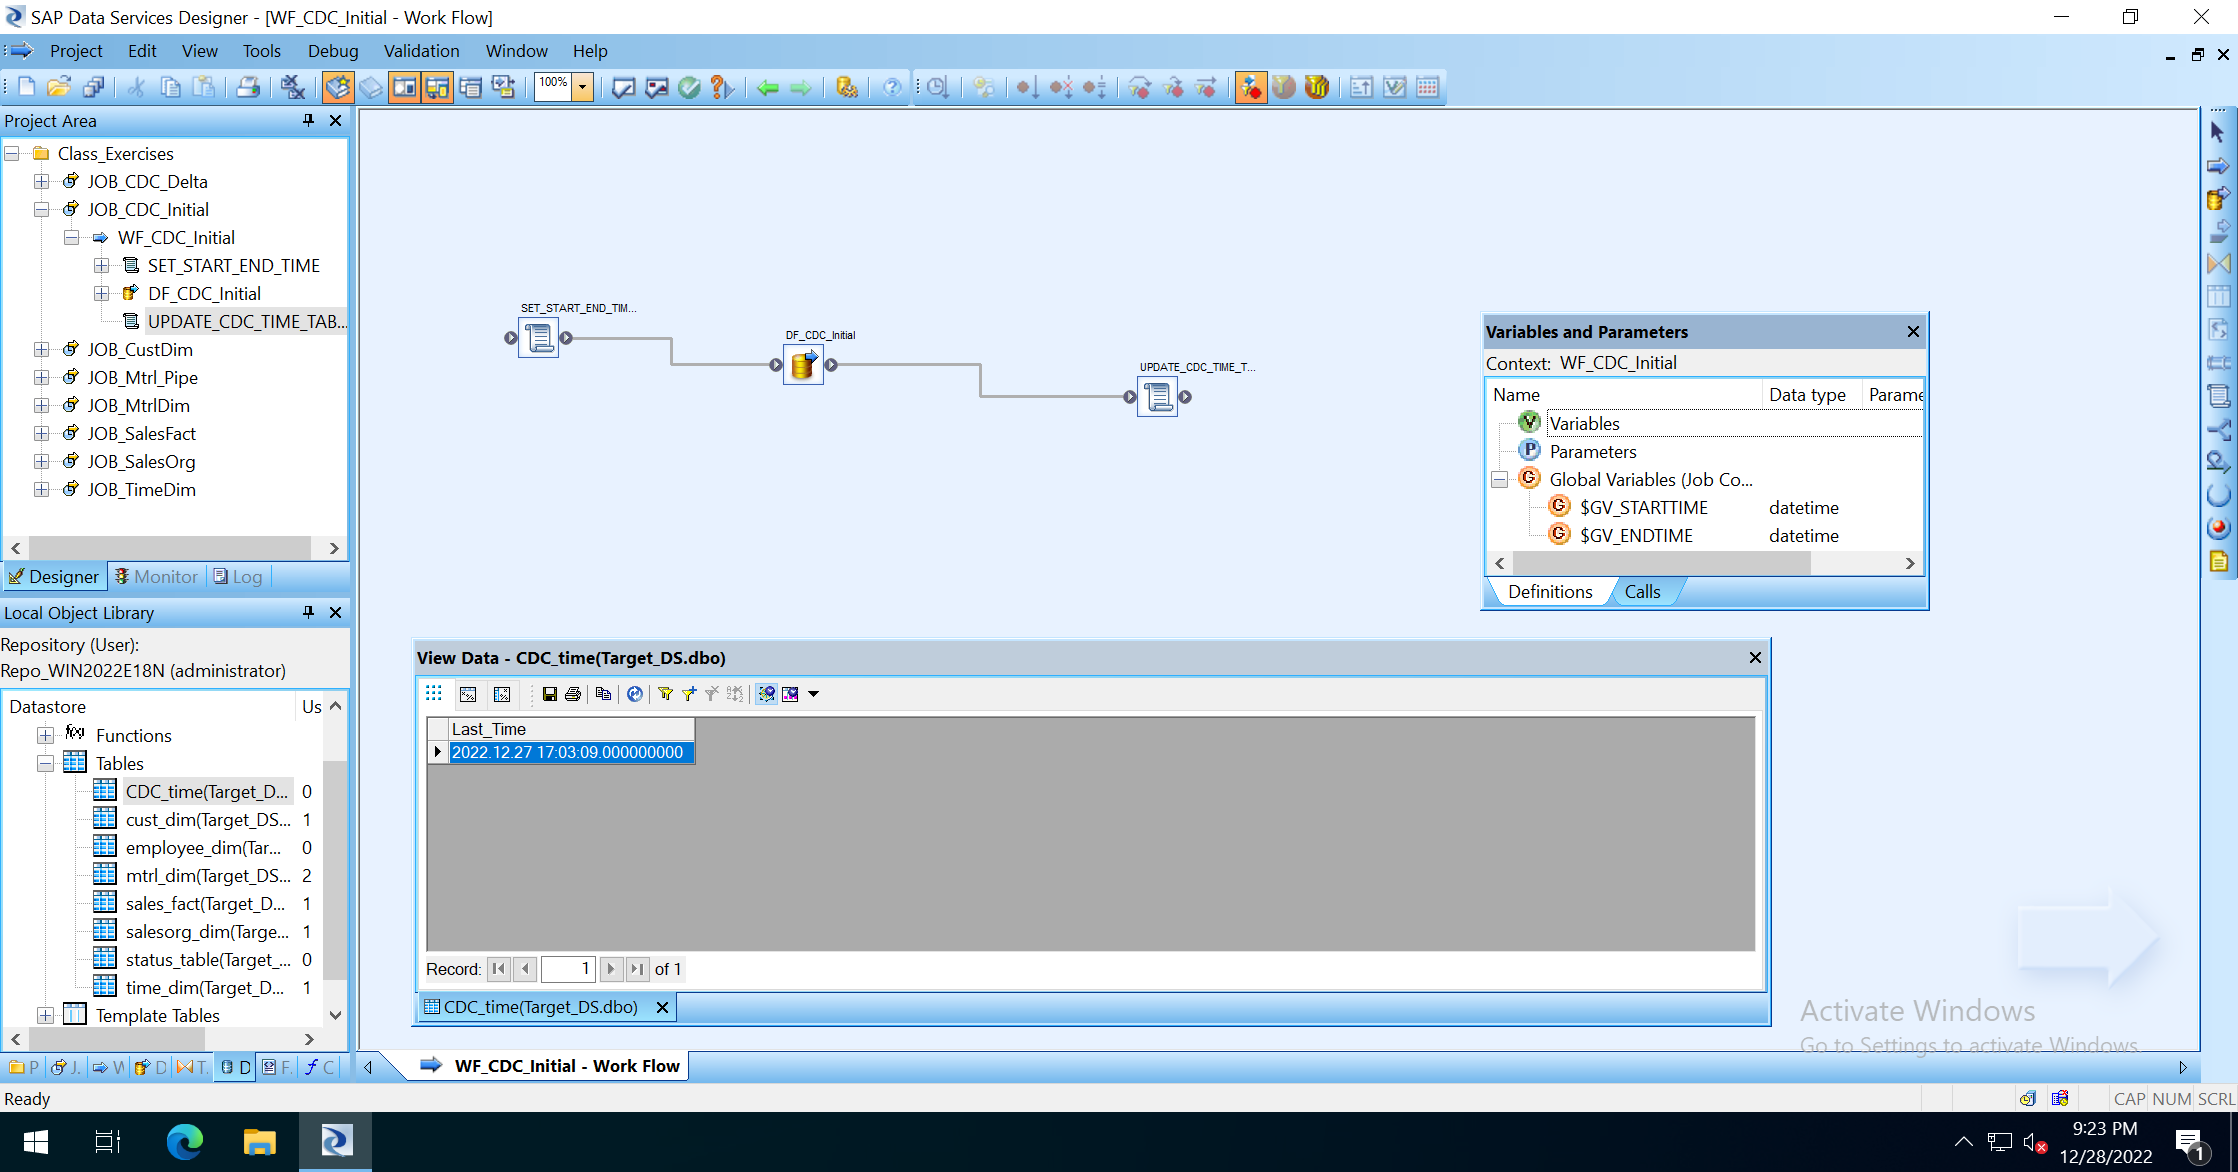 SAP Data Services Designer - [WF_CDC_Initial - Work Flow]
Project Edit View Tools Debug Validation Window Help
100%
Project Area
Class_Exercises
JOB_CDC_Delta
JOB_CDC_Initial
WF_CDC_Initial
SET_START_END_TIME
DF_CDC_Initial
UPDATE_CDC_TIME_TAB...
JOB_CustDim
JOB_Mtrl_Pipe
JOB_MtrlDim
JOB_SalesFact
JOB_SalesOrg
JOB_TimeDim
Designer Monitor Log
Local Object Library
Repository (User):
Repo_WIN2022E18N (administrator)
Datastore Us
Functions
Tables
CDC_time(Target_D... 0
cust_dim(Target_DS... 1
employee_dim(Tar... 0
mtrl_dim(Target_DS... 2
sales_fact(Target_D... 1
salesorg_dim(Targe... 1
status_table(Target_... 0
time_dim(Target_D... 1
Template Tables
P J. W D T. D F. C
SET_START_END_TIM...
DF_CDC_Initial
UPDATE_CDC_TIME_T...
Variables and Parameters
Context: WF_CDC_Initial
Name Data type Parame
V Variables
P Parameters
G Global Variables (Job Co...
G $GV_STARTTIME datetime
G $GV_ENDTIME datetime
Definitions Calls
View Data - CDC_time(Target_DS.dbo)
Last_Time
2022.12.27 17:03:09.000000000
Record: 1 of 1
CDC_time(Target_DS.dbo)
Activate Windows
Go to Settings to activate Windows.
WF_CDC_Initial - Work Flow
Ready CAP NUM SCRL
9:23 PM
12/28/2022
1